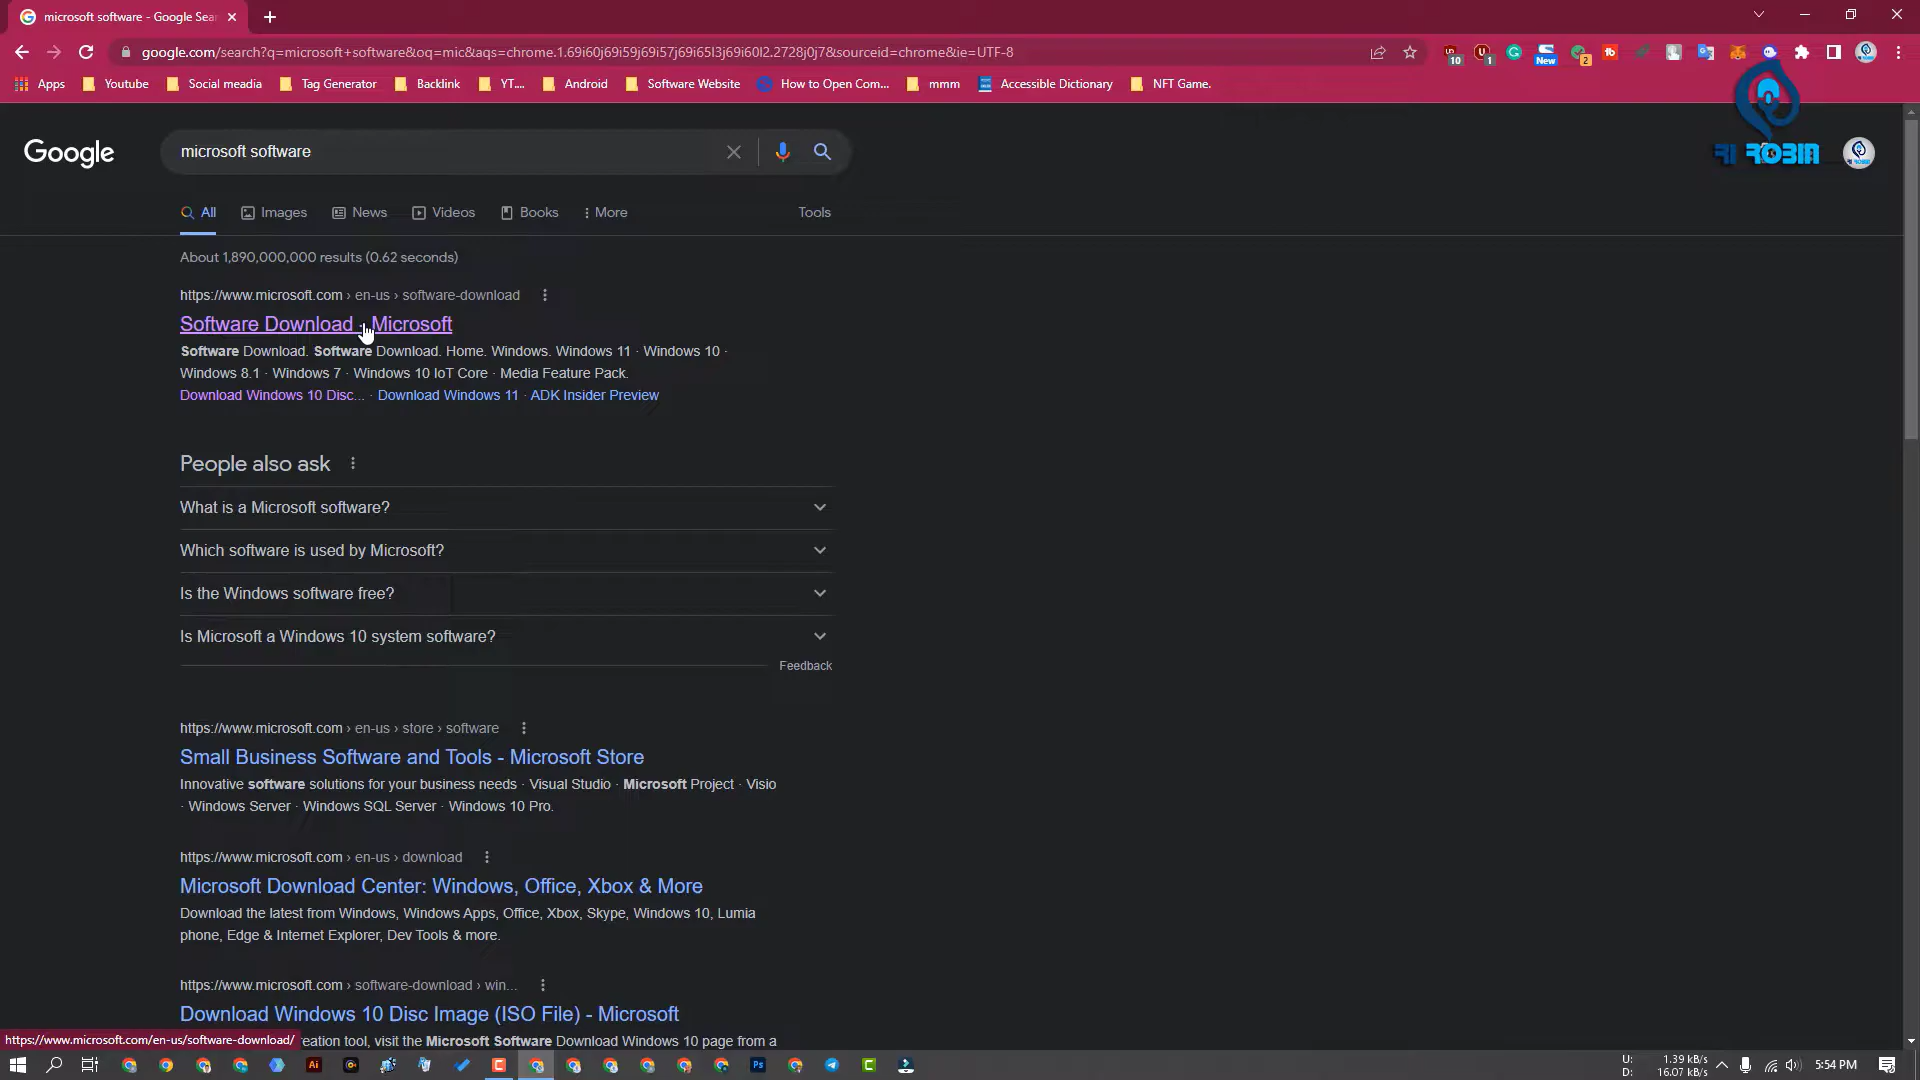 microsoft software - Google Sea
google.com/search?q=microsoft+software&oq=mic&aqs=chrome.1.69i60j69i59j69i57j69i65l3j69i60l2.2728j0j7&sourceid=chrome&ie=UTF-8
10
1
New
2
Apps
Youtube
Social meadia
Tag Generator
Backlink
YT....
Android
Software Website
How to Open Com...
mmm
Accessible Dictionary
NFT Game.
Google
microsoft software
RI ROBIN
All
Images
News
Videos
Books
More
Tools
About 1,890,000,000 results (0.62 seconds)
https://www.microsoft.com › en-us › software-download
Software Download - Microsoft
Software Download. Software Download. Home. Windows. Windows 11 · Windows 10 ·
Windows 8.1 · Windows 7 · Windows 10 IoT Core · Media Feature Pack.
Download Windows 10 Disc... · Download Windows 11 · ADK Insider Preview
People also ask
What is a Microsoft software?
Which software is used by Microsoft?
Is the Windows software free?
Is Microsoft a Windows 10 system software?
Feedback
https://www.microsoft.com › en-us › store › software
Small Business Software and Tools - Microsoft Store
Innovative software solutions for your business needs · Visual Studio · Microsoft Project · Visio
· Windows Server · Windows SQL Server · Windows 10 Pro.
https://www.microsoft.com › en-us › download
Microsoft Download Center: Windows, Office, Xbox & More
Download the latest from Windows, Windows Apps, Office, Xbox, Skype, Windows 10, Lumia
phone, Edge & Internet Explorer, Dev Tools & more.
https://www.microsoft.com › software-download › win...
Download Windows 10 Disc Image (ISO File) - Microsoft
https://www.microsoft.com/en-us/software-download/
eation tool, visit the Microsoft Software Download Windows 10 page from a
Ai
Ps
U: 1.39 kB/s
D: 16.07 kB/s
5:54 PM